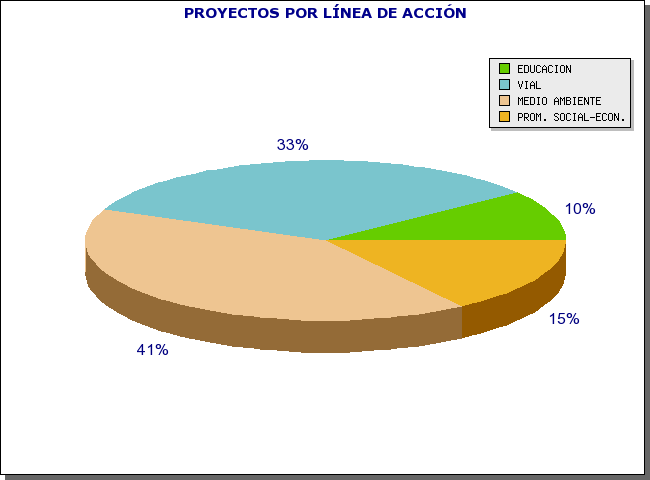 PROYECTOS POR LÍNEA DE ACCIÓN
EDUCACION
VIAL
MEDIO AMBIENTE
PROM. SOCIAL-ECON.
33%
10%
15%
41%